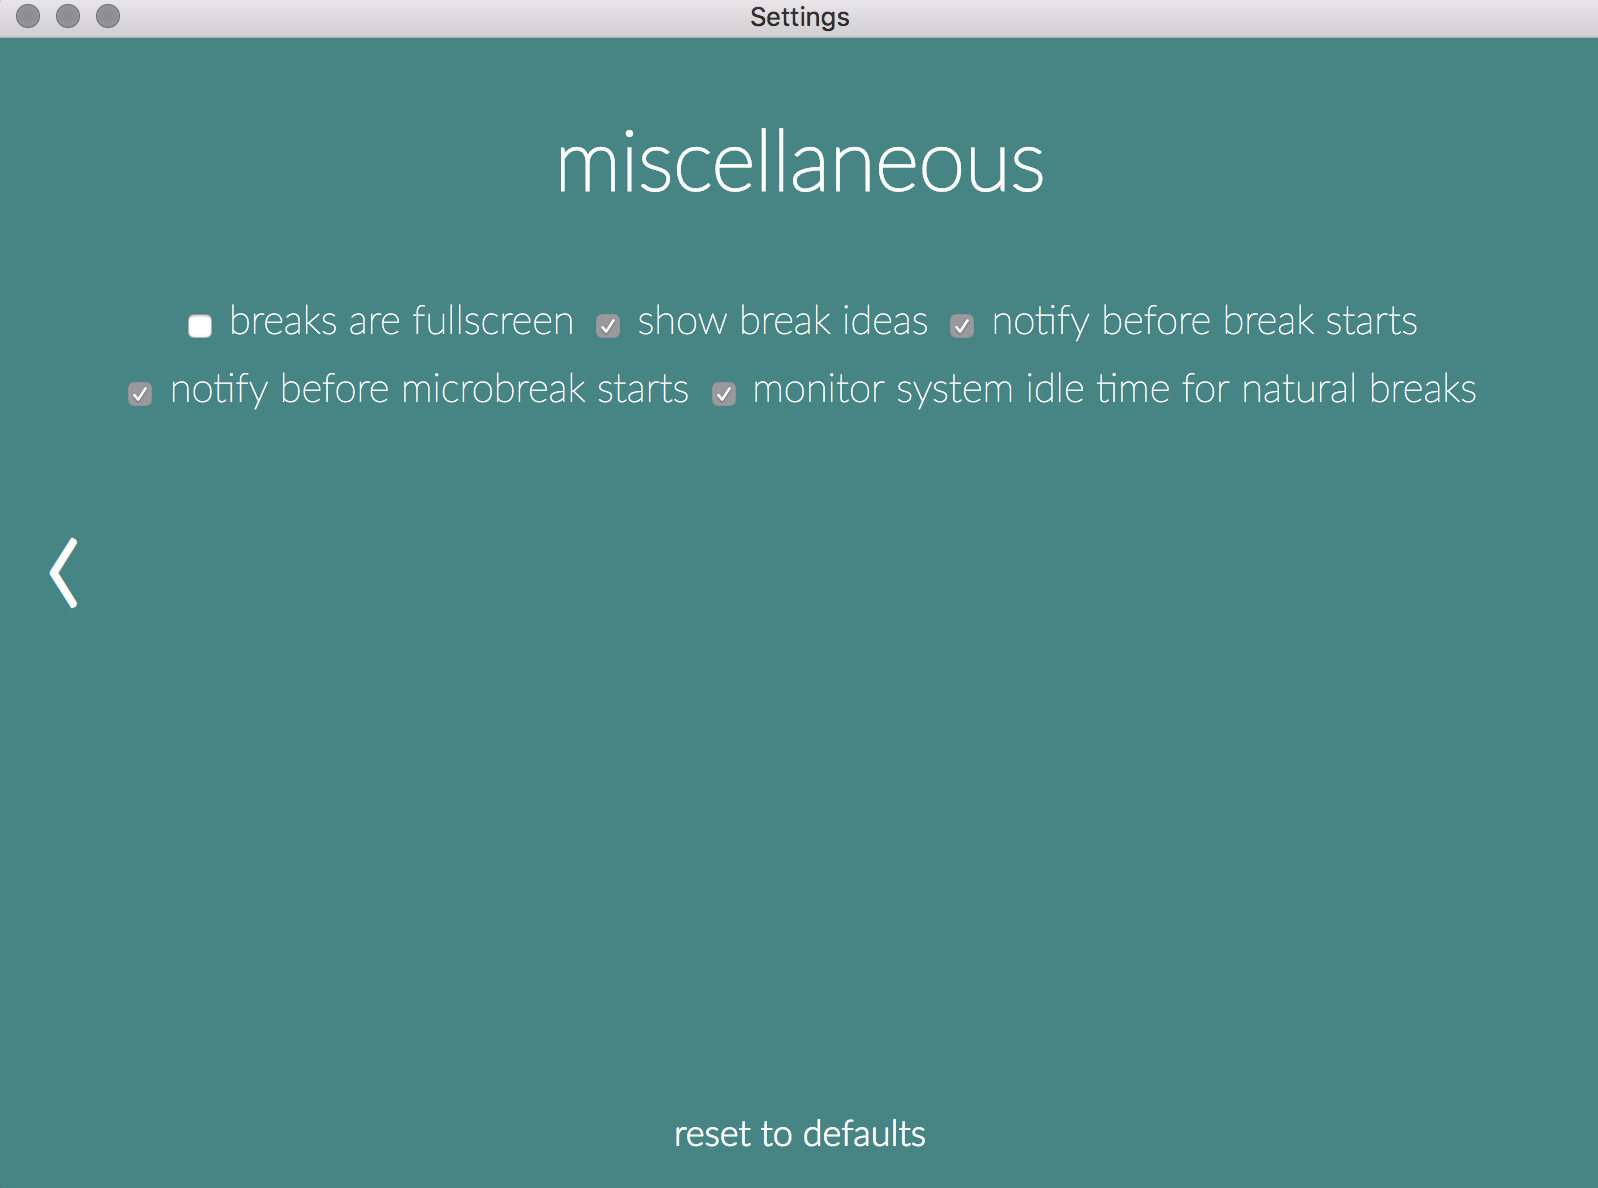 Settings
miscellaneous
breaks are fullscreen show break ideas notify before break starts
notify before microbreak starts monitor system idle time for natural breaks
reset to defaults